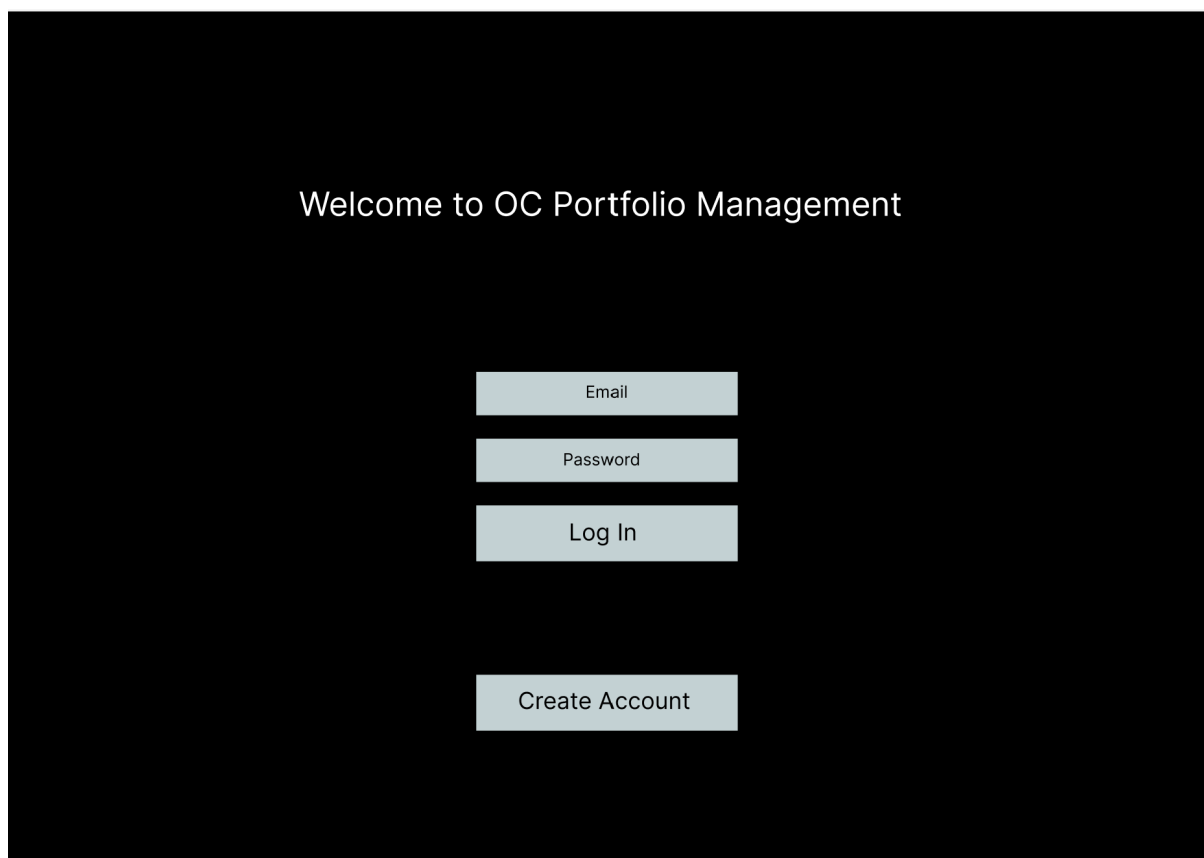 Welcome to OC Portfolio Management
Email
Password
Log In
Create Account